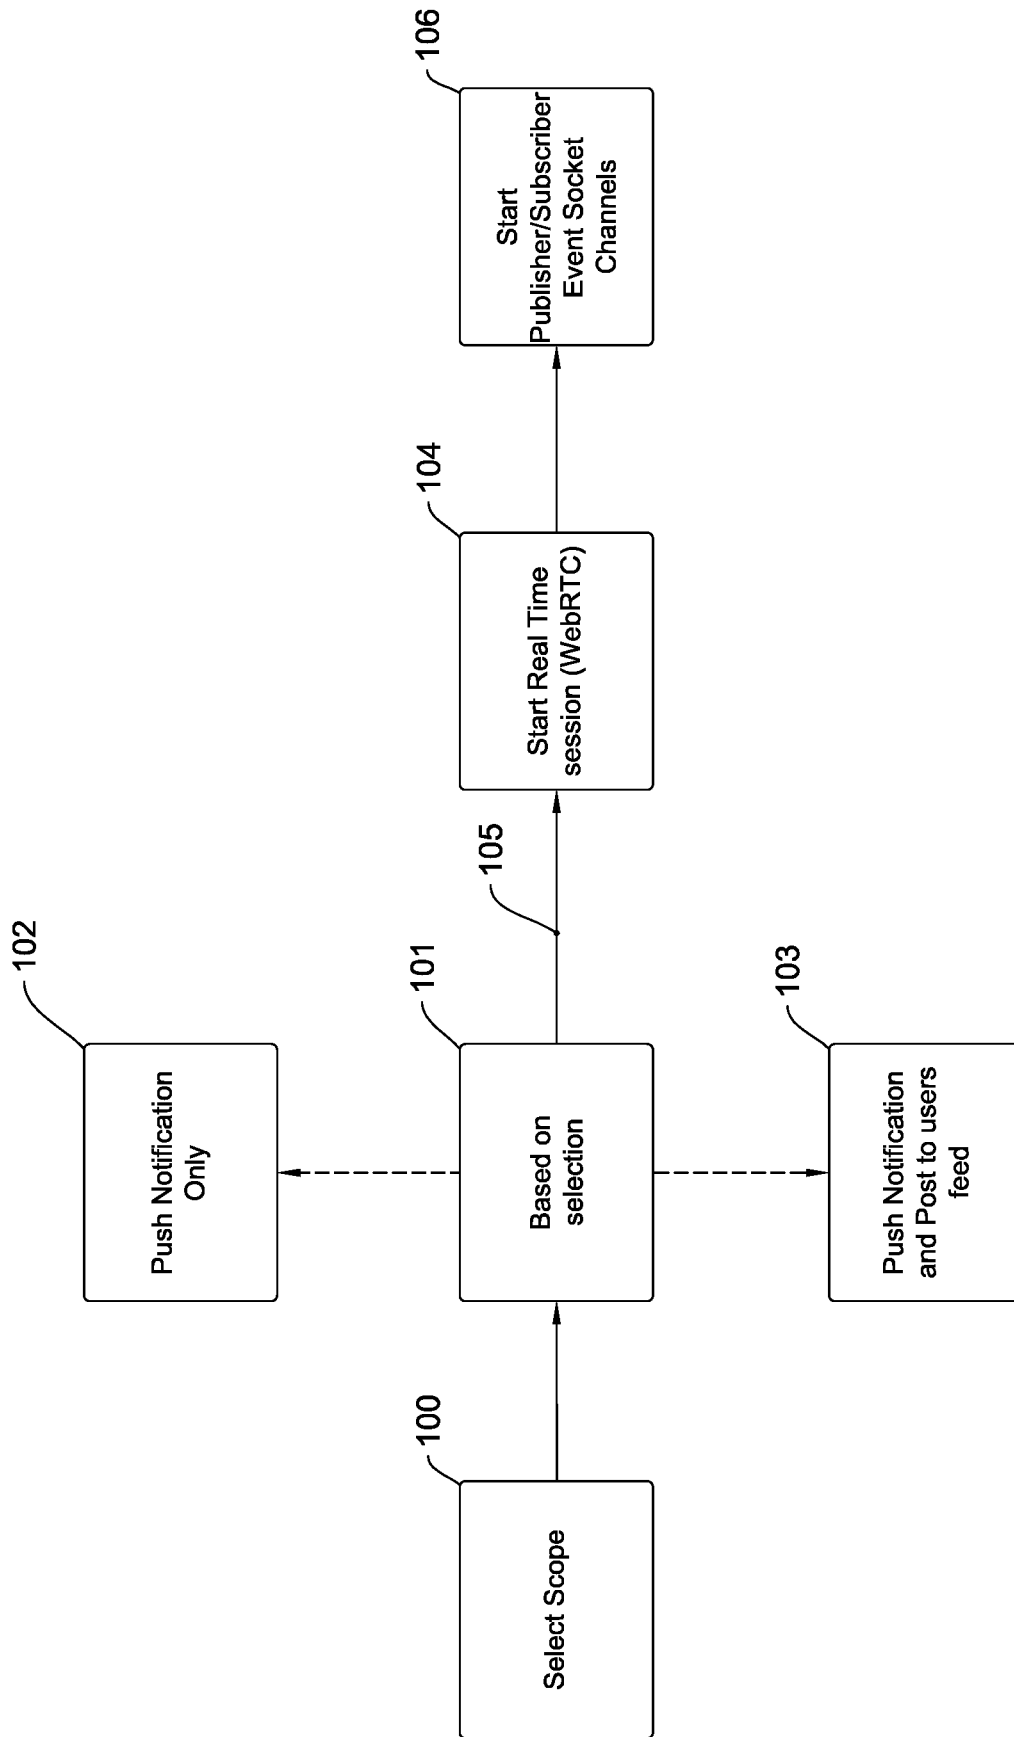 102
Push Notification
Only
100
Select Scope
101
Based on
selection
105
104
Start Real Time
session (WebRTC)
106
Start
Publisher/Subscriber
Event Socket
Channels
103
Push Notification
and Post to users
feed